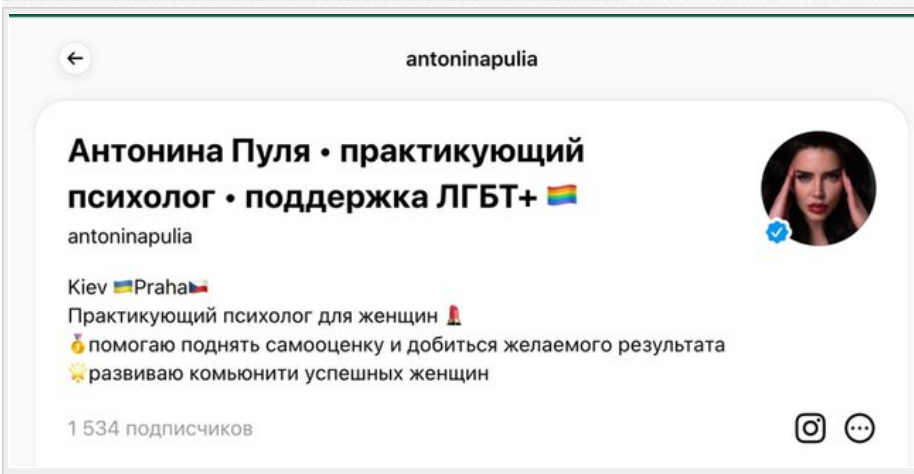 antoninapulia
Антонина Пуля • практикующий
психолог • поддержка ЛГБТ+ 🏳️‍🌈
antoninapulia
Kiev 🇺🇦Praha🇨🇿
Практикующий психолог для женщин 💄
🥇помогаю поднять самооценку и добиться желаемого результата
🌟развиваю комьюнити успешных женщин
1 534 подписчиков